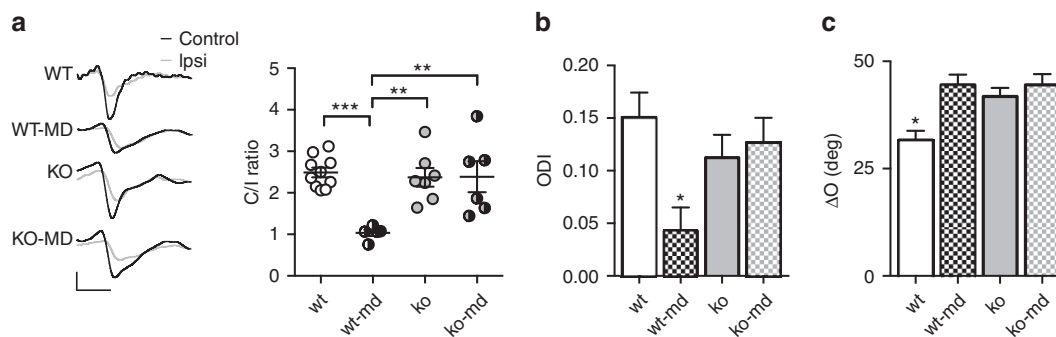 a
Control
Ipsi
WT
WT-MD
KO
KO-MD
C/I ratio
5
4
3
2
1
0
***
**
**
wt
wt-md
ko
ko-md
b
ODI
0.20
0.15
0.10
0.05
0.00
*
wt
wt-md
ko
ko-md
c
ΔO (deg)
50
25
0
*
wt
wt-md
ko
ko-md